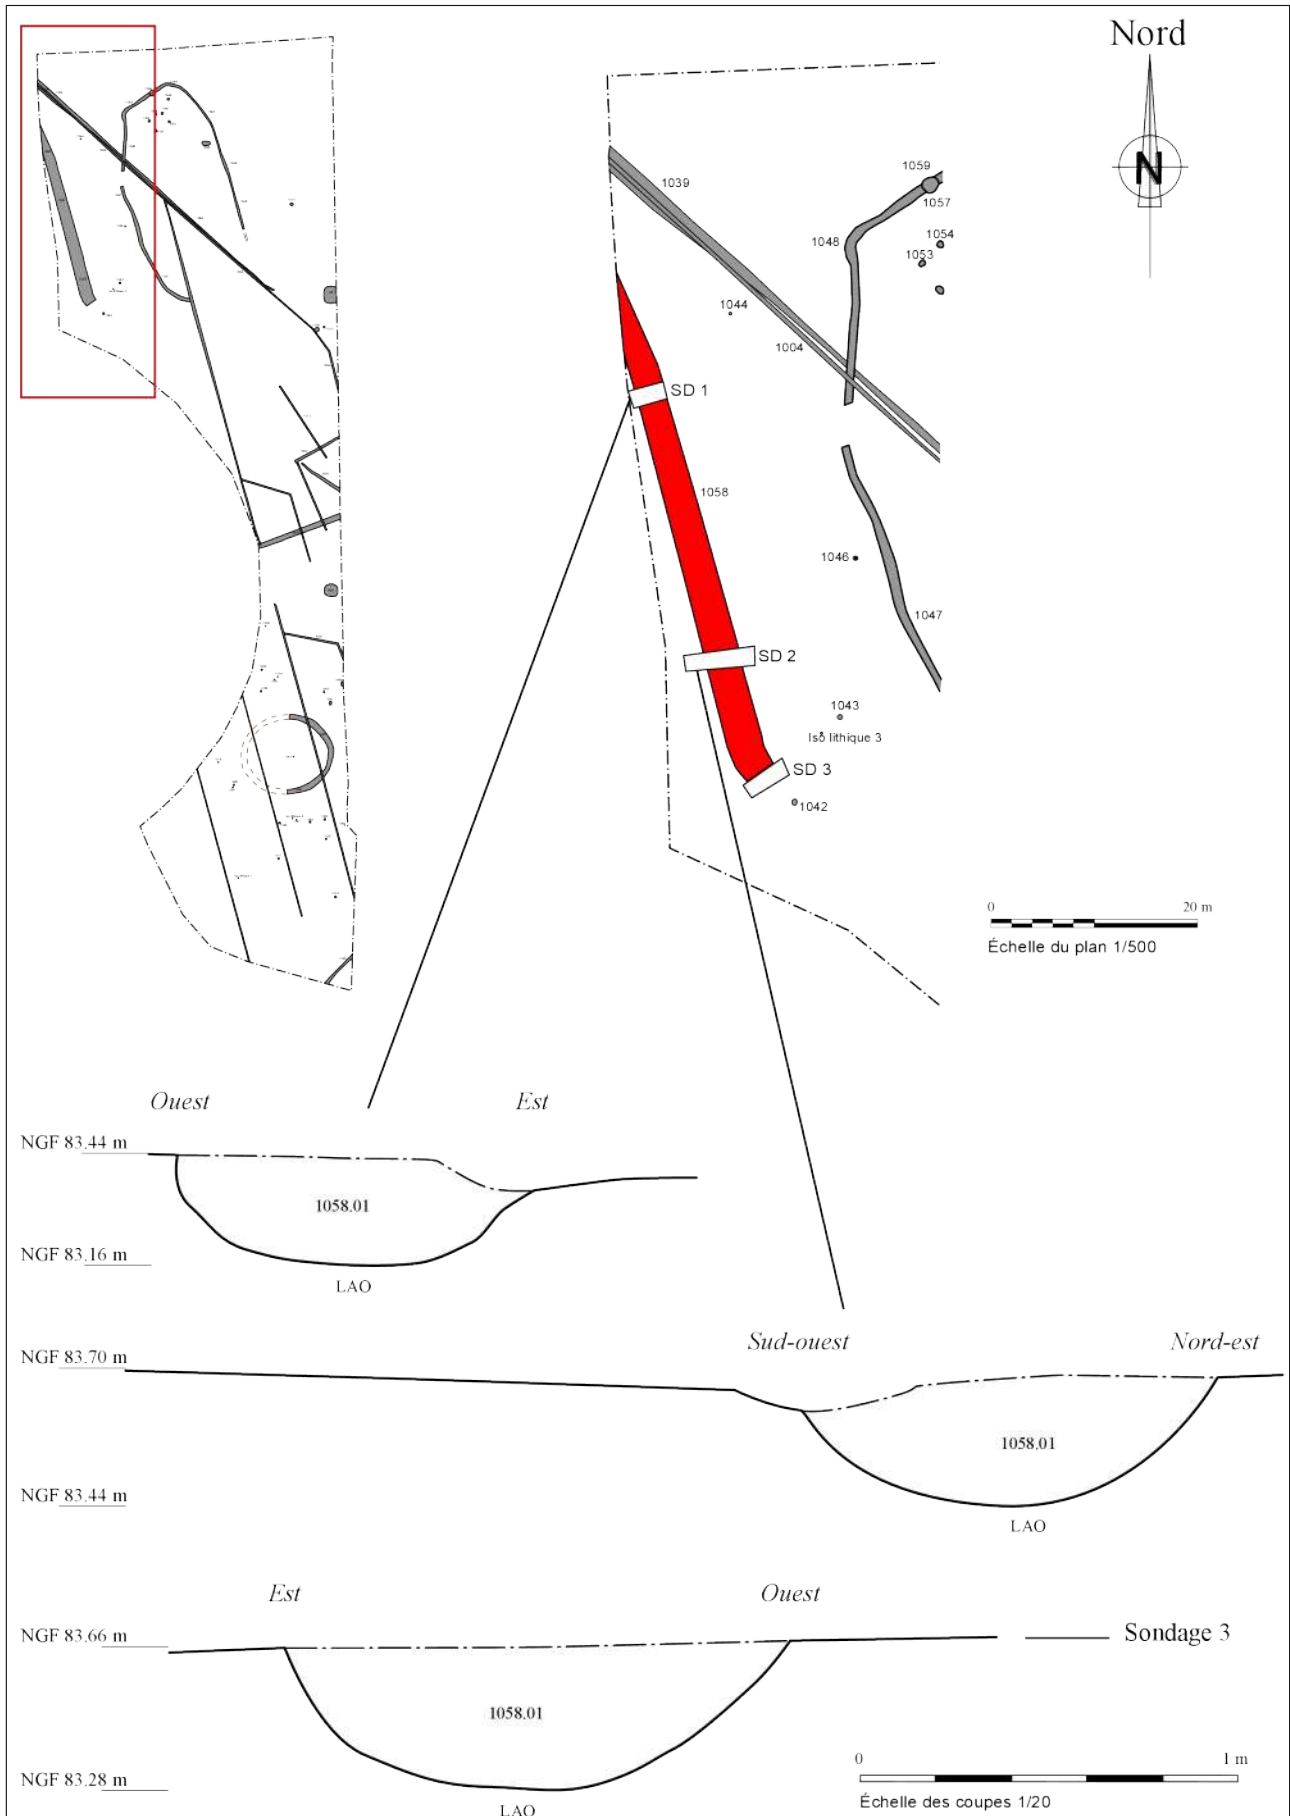 Nord
N
1039
1059
1057
1048
1054
1053
1044
1004
SD 1
1058
1046
1047
SD 2
1043
Iso lithique 3
SD 3
1042
0 20 m
Échelle du plan 1/500
Ouest Est
NGF 83.44 m
1058.01
NGF 83.16 m
LAO
Sud-ouest Nord-est
NGF 83.70 m
1058.01
NGF 83.44 m
LAO
Est Ouest
NGF 83.66 m
Sondage 3
1058.01
NGF 83.28 m
LAO
0 1 m
Échelle des coupes 1/20